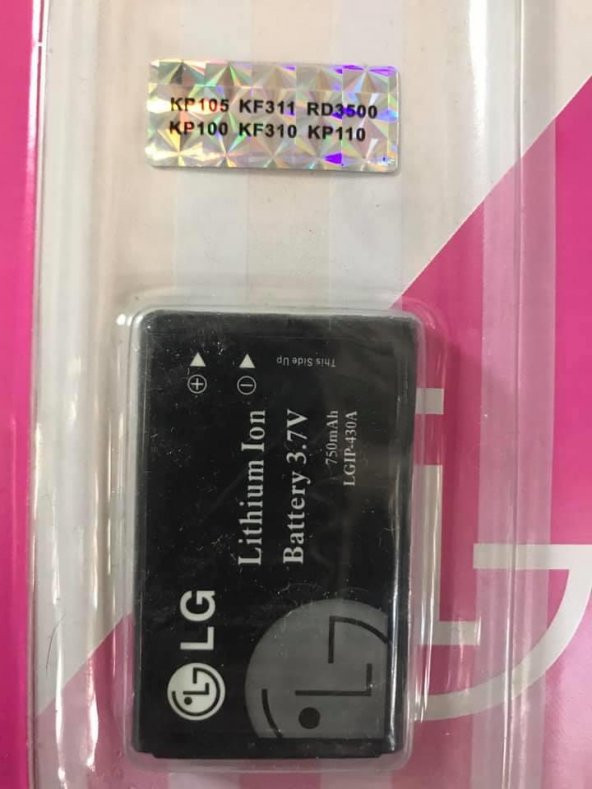 KP105 KF311 RD3500
KP100 KF310 KP110
This Side Up
LG
Lithium Ion
Battery 3.7V
750mAh
LGIP-430A